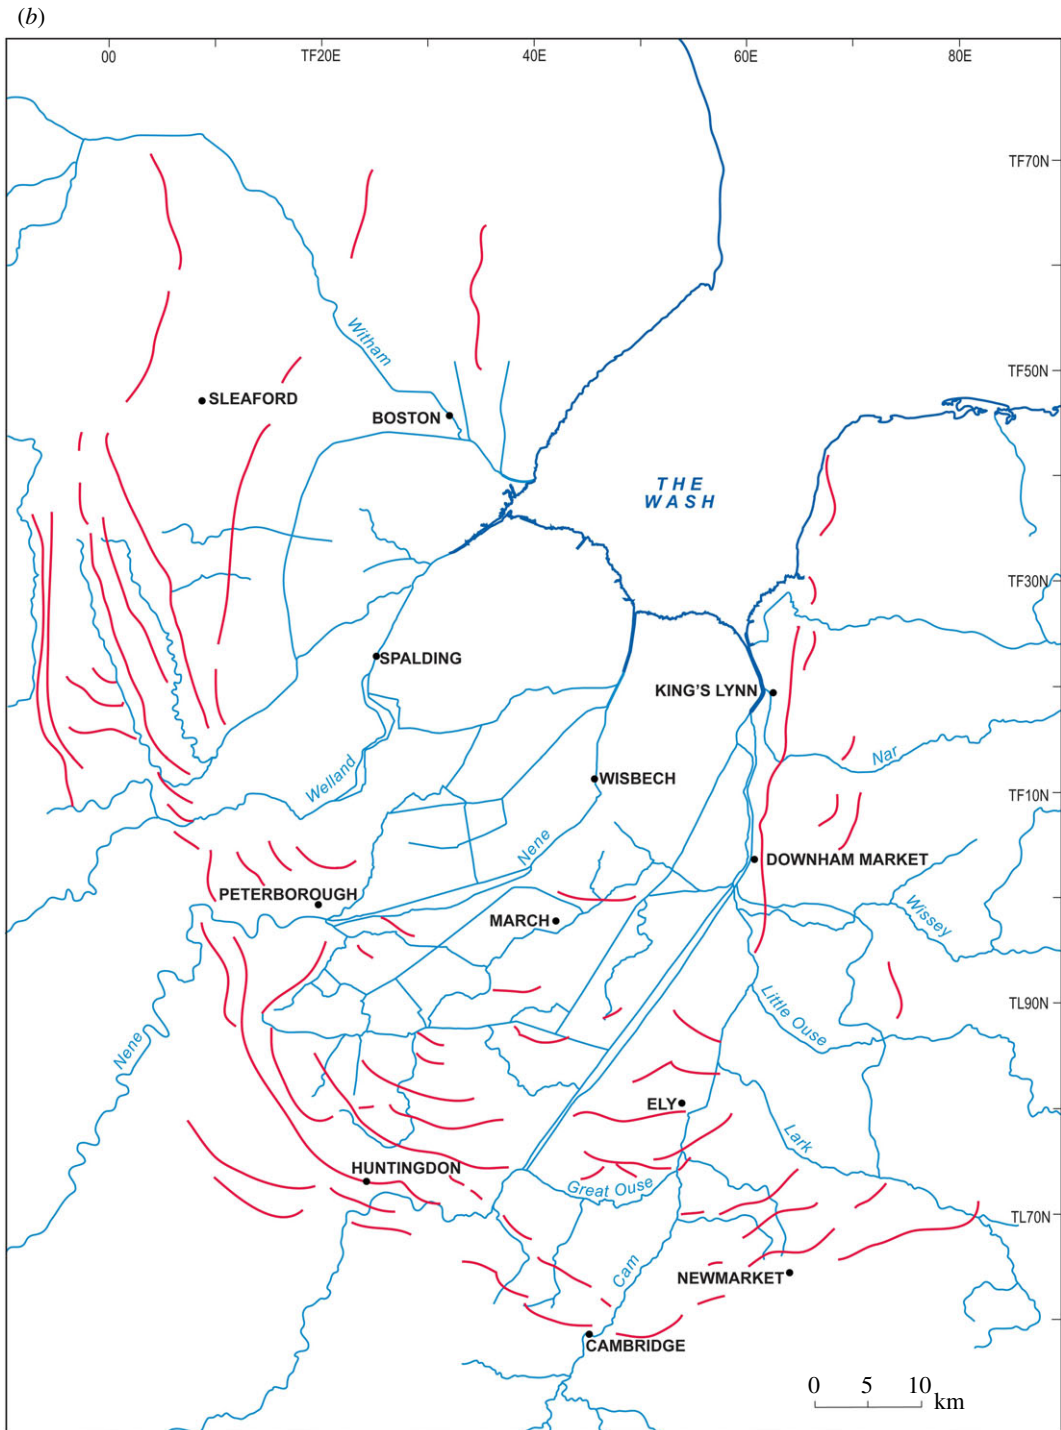 (b)
00 TF20E 40E 60E 80E
TF70N
Witham
TF50N
SLEAFORD
BOSTON
THE
WASH
TF30N
SPALDING
KING'S LYNN
Nar
Welland
WISBECH
TF10N
Nene
DOWNHAM MARKET
PETERBOROUGH
MARCH
Wissey
Nene
Little Ouse
TL90N
ELY
Lark
HUNTINGDON
Great Ouse
TL70N
Cam
NEWMARKET
CAMBRIDGE
0 5 10
km